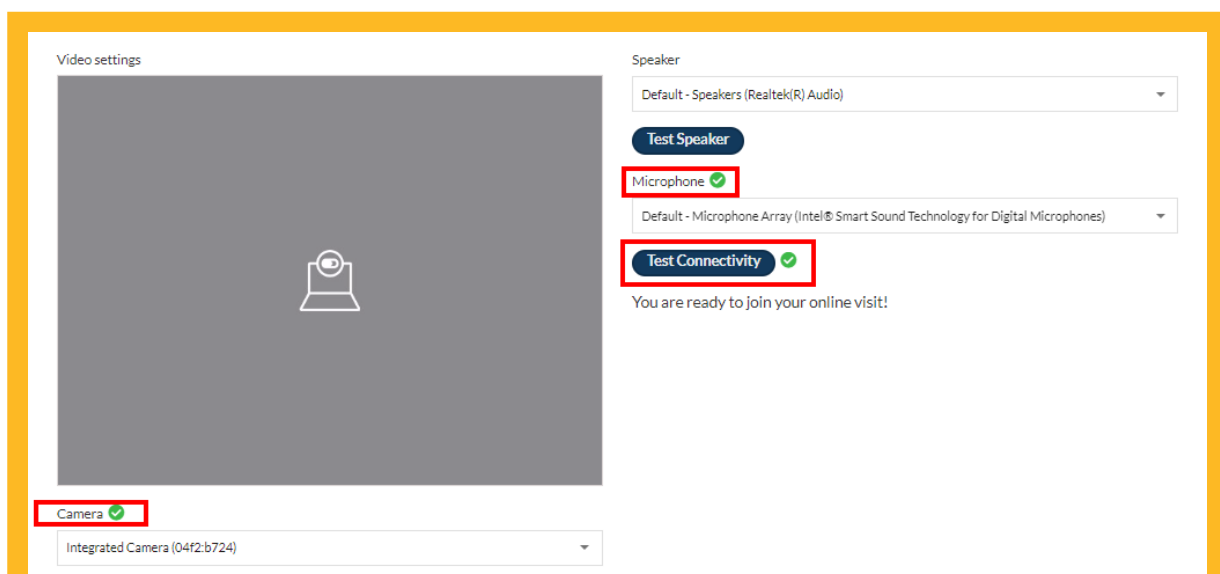 Video settings
Camera
Integrated Camera (04f2:b724)
Speaker
Default - Speakers (Realtek(R) Audio)
Test Speaker
Microphone
Default - Microphone Array (Intel® Smart Sound Technology for Digital Microphones)
Test Connectivity
You are ready to join your online visit!